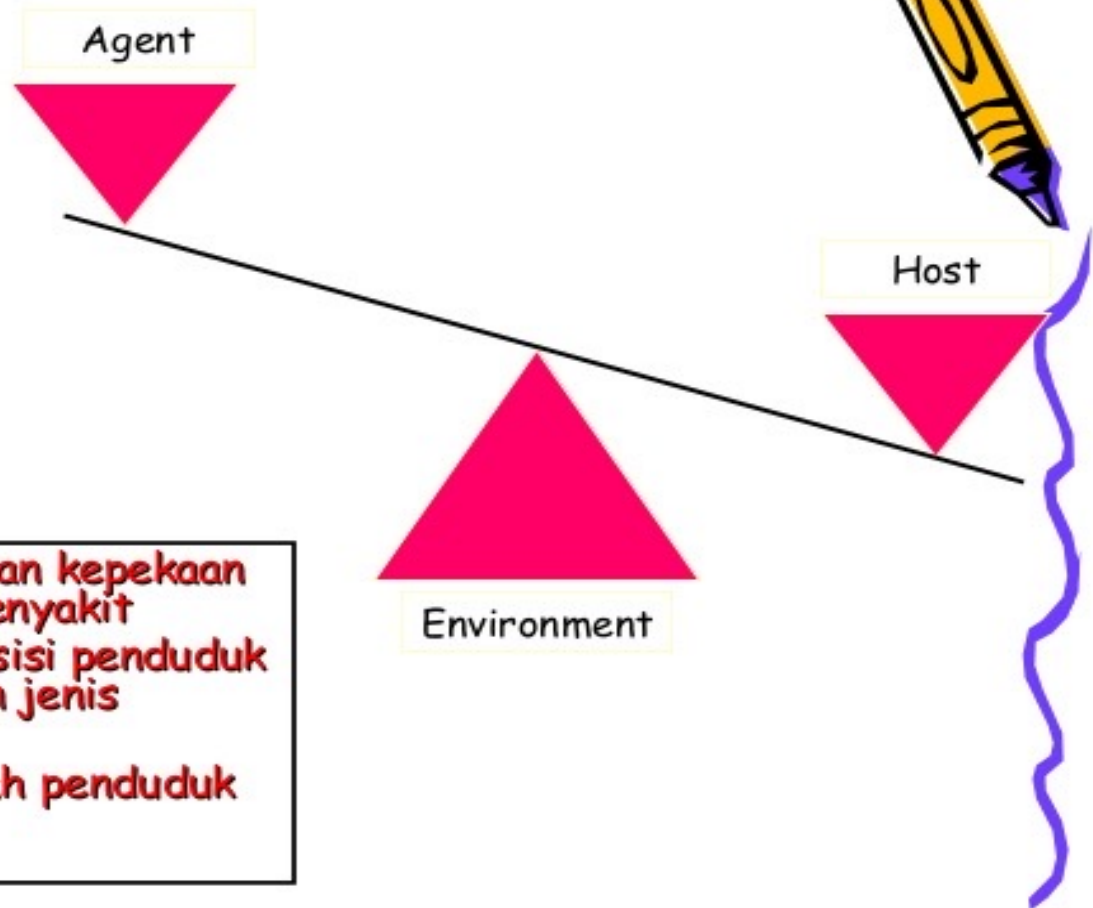 Agent
Host
Environment
an kepekaan
enyakit
sisi penduduk
n jenis
h penduduk